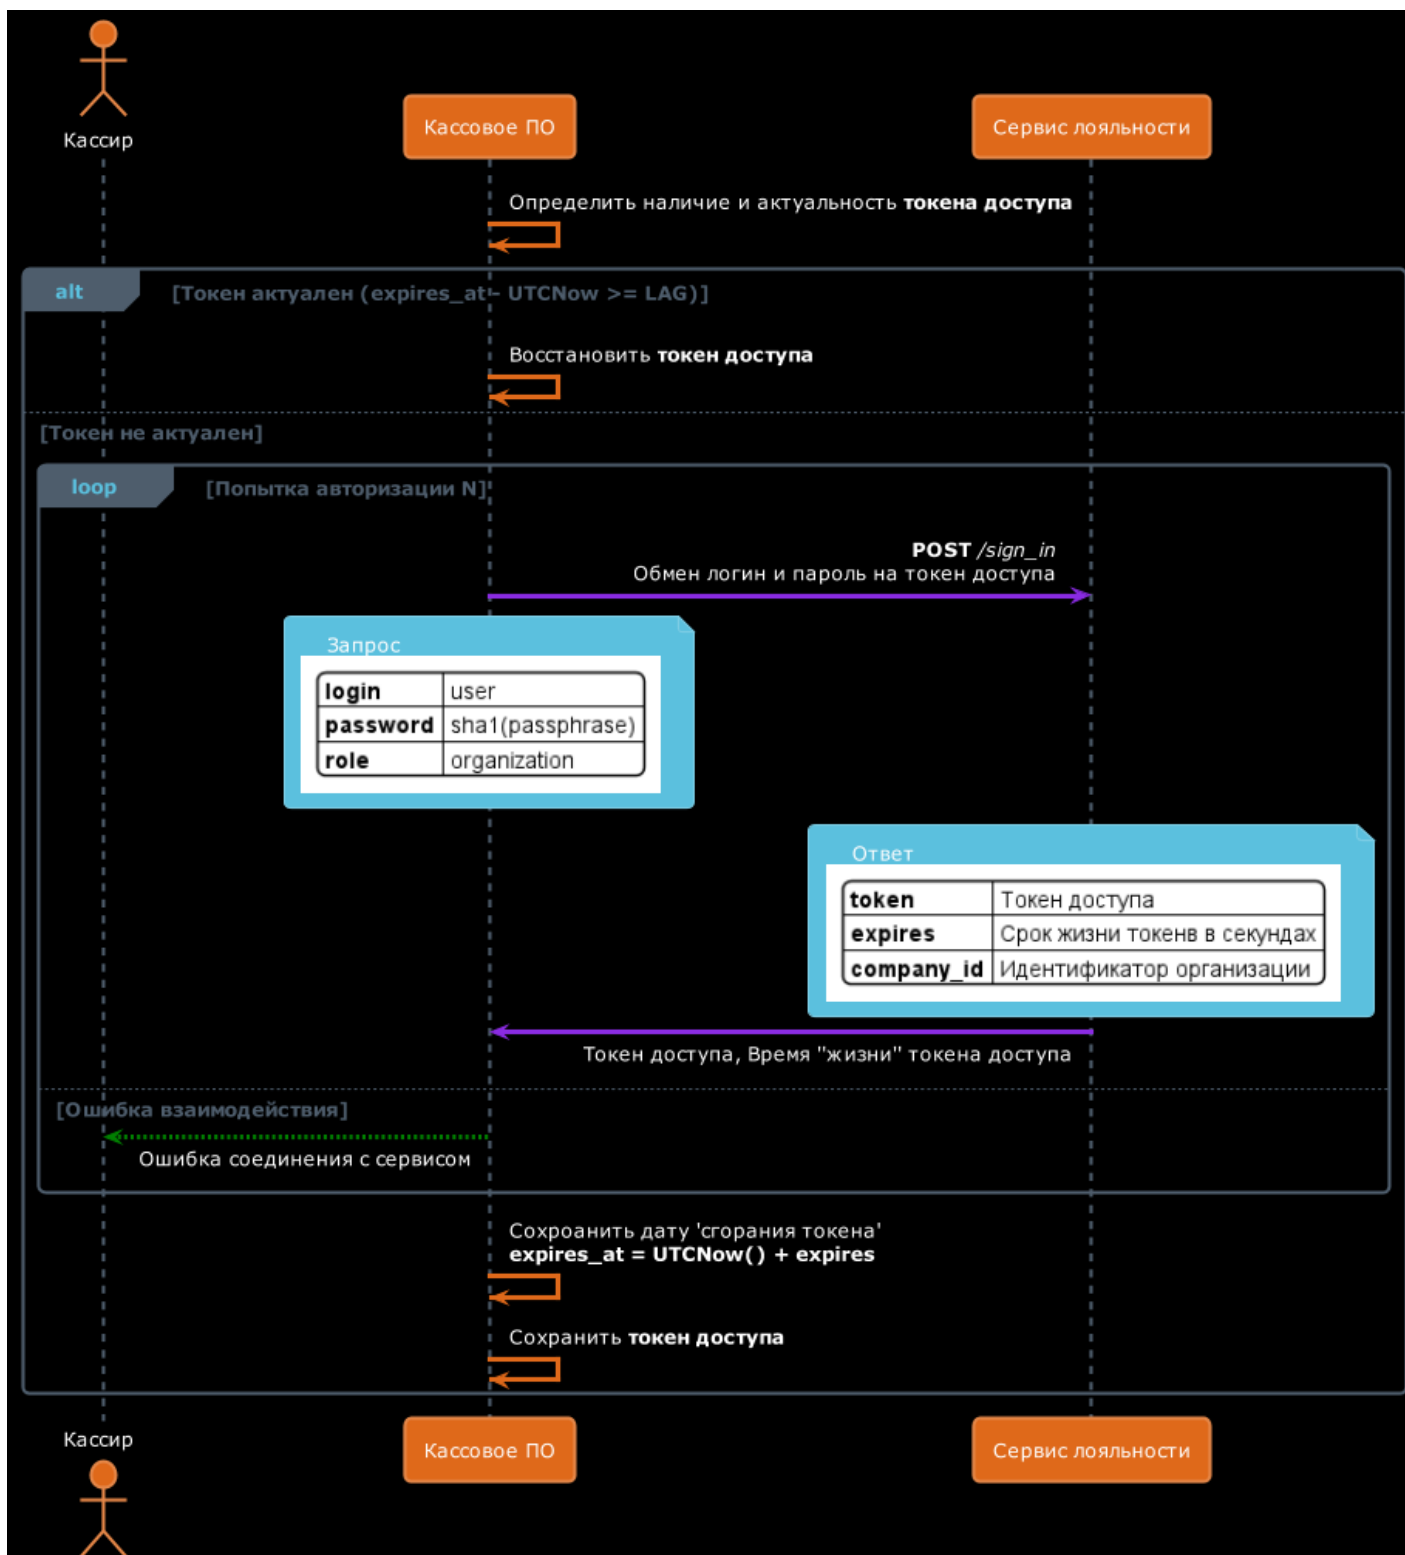 Кассир
Кассовое ПО
Сервис лояльности
Определить наличие и актуальность токена доступа
alt
[Токен актуален (expires_at - UTCNow >= LAG)]
Восстановить токен доступа
[Токен не актуален]
loop
[Попытка авторизации N]
POST /sign_in
Обмен логин и пароль на токен доступа
Запрос
login user
password sha1(passphrase)
role organization
Ответ
token Токен доступа
expires Срок жизни токенв в секундах
company_id Идентификатор организации
Токен доступа, Время "жизни" токена доступа
[Ошибка взаимодействия]
Ошибка соединения с сервисом
Сохроанить дату 'сгорания токена'
expires_at = UTCNow() + expires
Сохранить токен доступа
Кассир
Кассовое ПО
Сервис лояльности